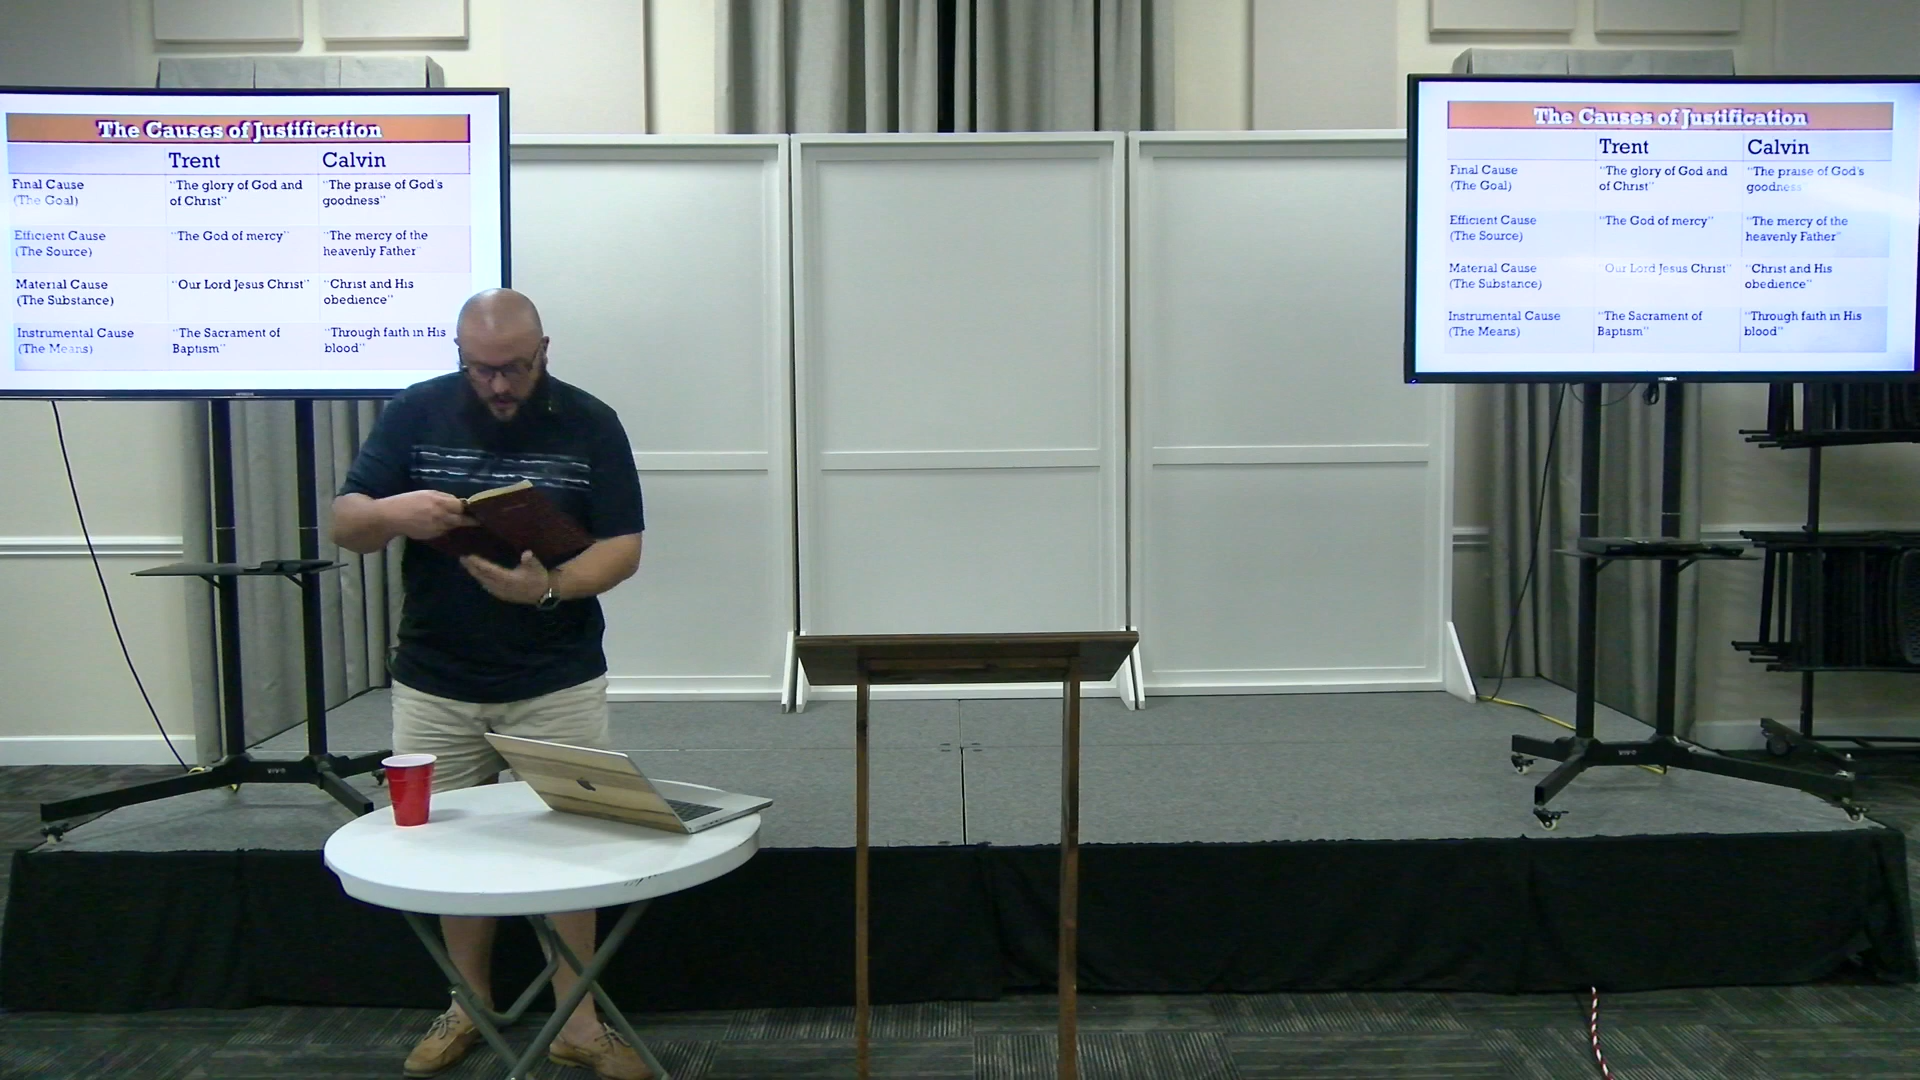 The Causes of Justification
Trent Calvin
Final Cause "The glory of God and "The praise of God's
(The Goal) of Christ" goodness"
Efficient Cause "The God of mercy" "The mercy of the
(The Source) heavenly Father"
Material Cause "Our Lord Jesus Christ" "Christ and His
(The Substance) obedience"
Instrumental Cause "The Sacrament of "Through faith in His
(The Means) Baptism" blood"
The Causes of Justification
Trent Calvin
Final Cause "The glory of God and "The praise of God's
(The Goal) of Christ" goodness
Efficient Cause "The God of mercy" "The mercy of the
(The Source) heavenly Father"
Material Cause "Our Lord Jesus Christ" "Christ and His
(The Substance) obedience"
Instrumental Cause "The Sacrament of "Through faith in His
(The Means) Baptism" blood"